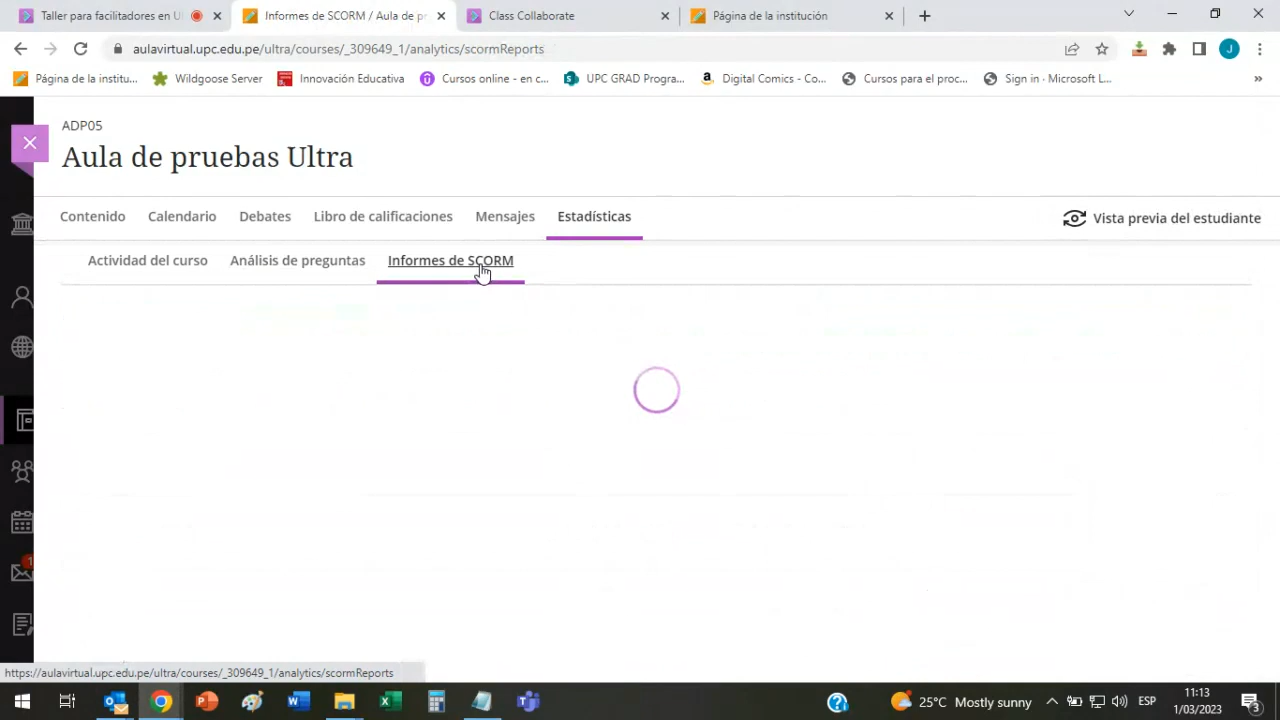 Taller para facilitadores en U
Informes de SCORM / Aula de pr
Class Collaborate
Página de la institución
aulavirtual.upc.edu.pe/ultra/courses/_309649_1/analytics/scormReports
J
Página de la institu...
Wildgoose Server
Innovación Educativa
Cursos online - en c...
UPC GRAD Progra...
Digital Comics - Co...
Cursos para el proc...
Sign in - Microsoft L...
»
ADP05
Aula de pruebas Ultra
Contenido
Calendario
Debates
Libro de calificaciones
Mensajes
Estadísticas
Vista previa del estudiante
Actividad del curso
Análisis de preguntas
Informes de SCORM
1
https://aulavirtual.upc.edu.pe/ultra/courses/_309649_1/analytics/scormReports
25°C Mostly sunny
ESP
11:13
1/03/2023
3